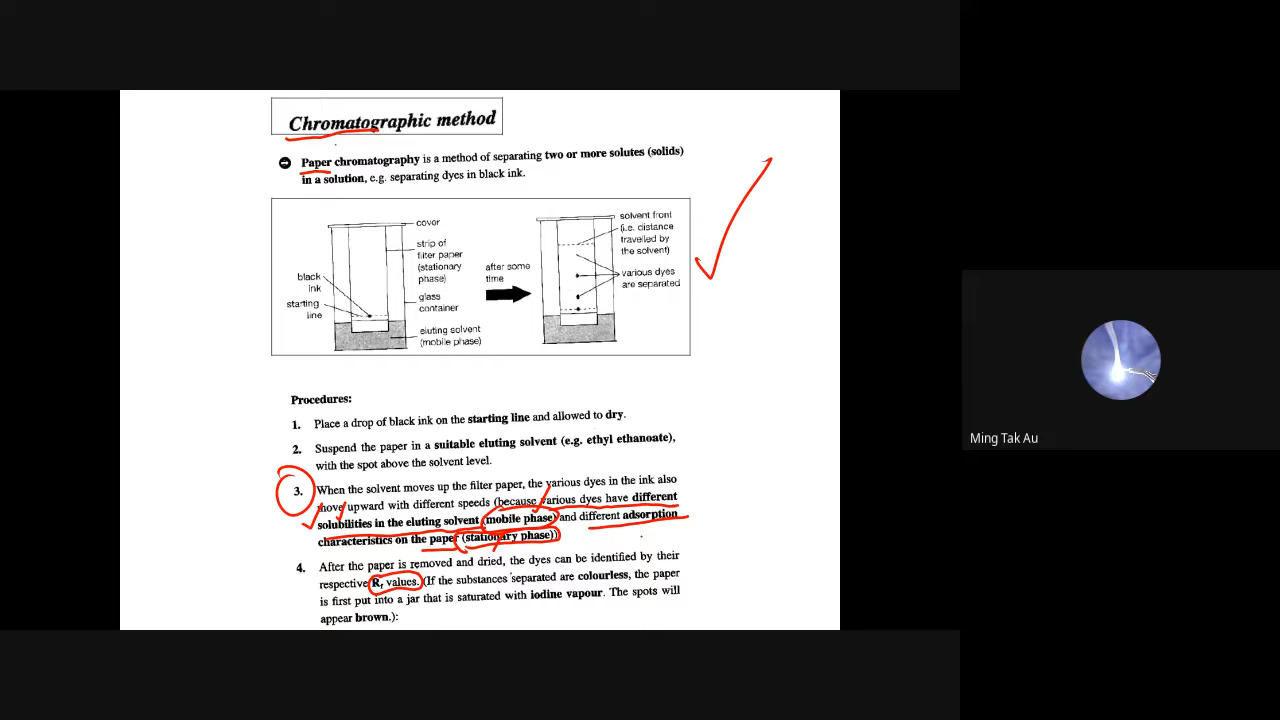 Chromatographic method
Paper chromatography is a method of separating two or more solutes (solids)
in a solution, e.g. separating dyes in black ink.
cover
strip of
filter paper
(stationary
phase)
black
ink
starting
line
glass
container
eluting solvent
(mobile phase)
after some
time
solvent front
(i.e. distance
travelled by
the solvent)
various dyes
are separated
Procedures:
1. Place a drop of black ink on the starting line and allowed to dry.
2. Suspend the paper in a suitable eluting solvent (e.g. ethyl ethanoate),
with the spot above the solvent level.
3. When the solvent moves up the filter paper, the various dyes in the ink also
move upward with different speeds (because various dyes have different
solubilities in the eluting solvent (mobile phase) and different adsorption
characteristics on the paper (stationary phase))
4. After the paper is removed and dried, the dyes can be identified by their
respective Rf values. (If the substances separated are colourless, the paper
is first put into a jar that is saturated with iodine vapour. The spots will
appear brown.):
Ming Tak Au